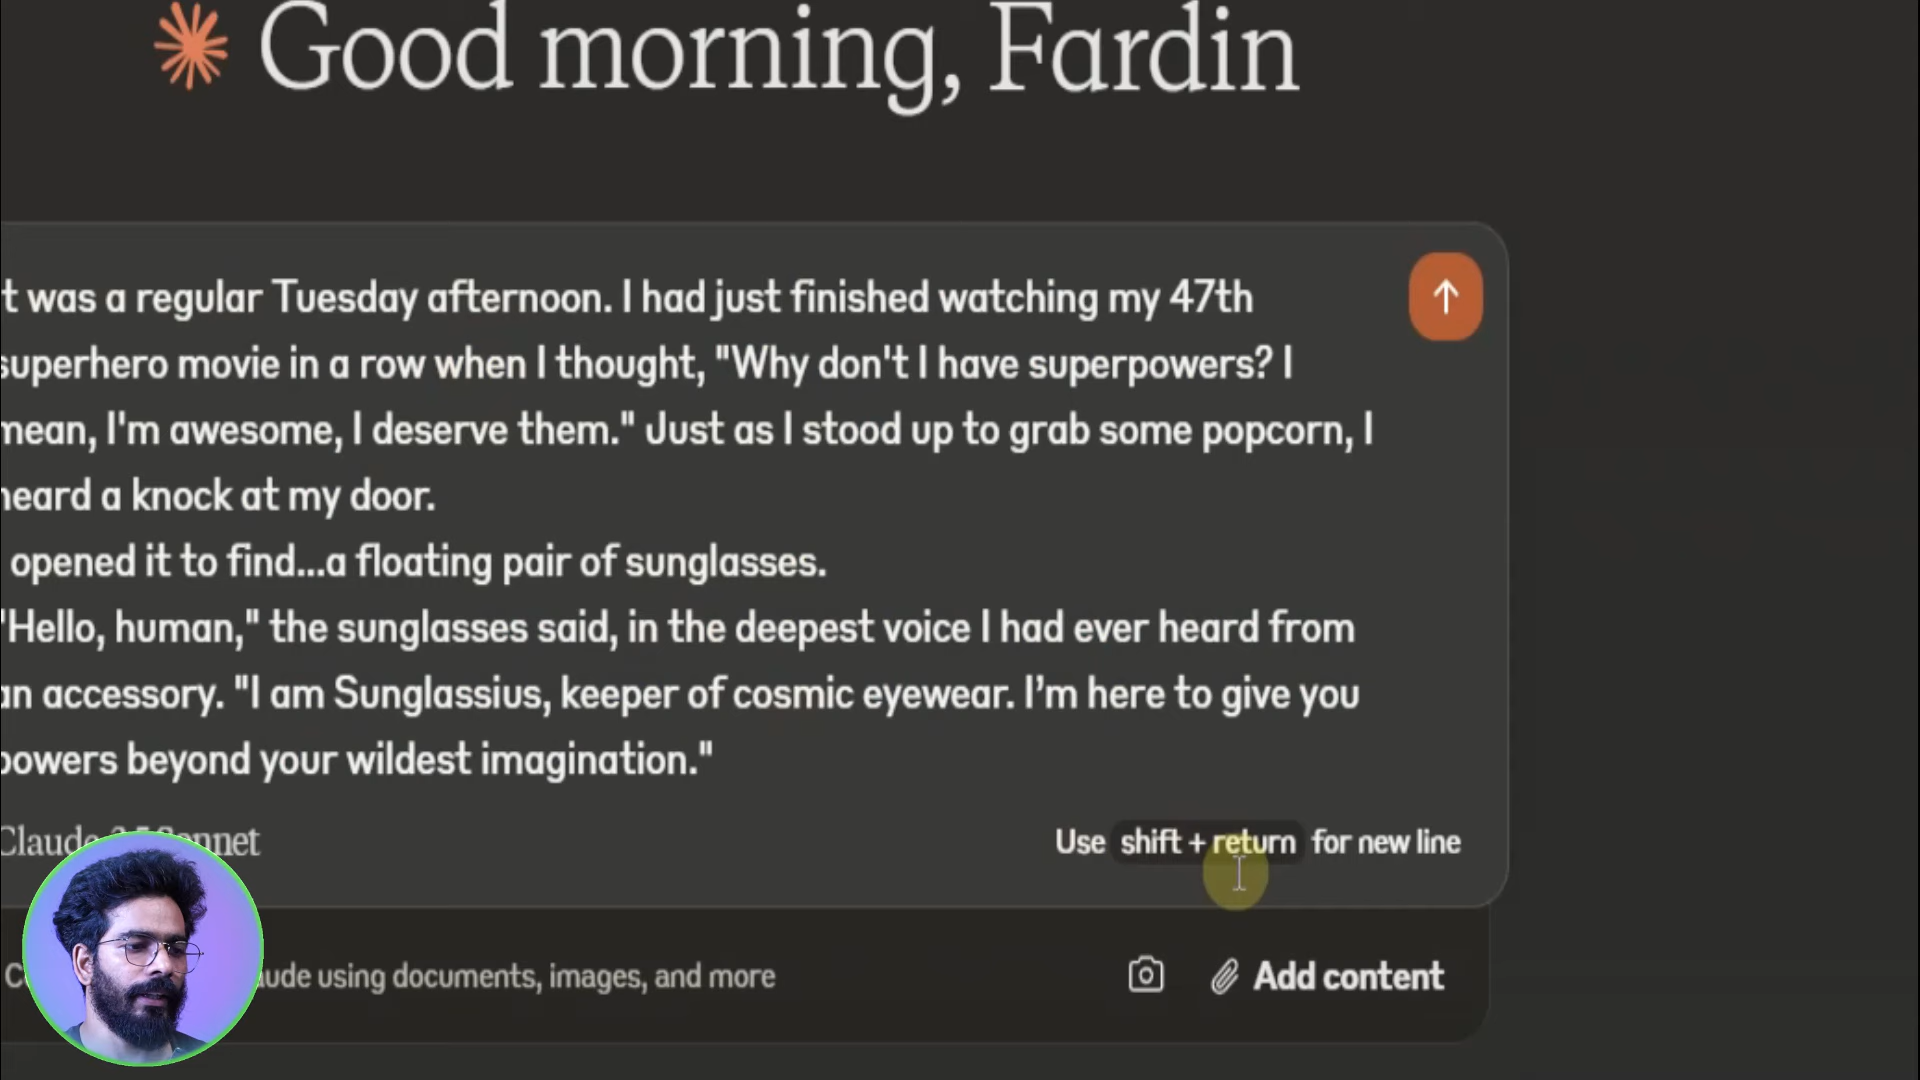 Good morning, Fardin
t was a regular Tuesday afternoon. I had just finished watching my 47th
superhero movie in a row when I thought, "Why don't I have superpowers? I
mean, I'm awesome, I deserve them." Just as I stood up to grab some popcorn, I
heard a knock at my door.
opened it to find...a floating pair of sunglasses.
"Hello, human," the sunglasses said, in the deepest voice I had ever heard from
an accessory. "I am Sunglassius, keeper of cosmic eyewear. I’m here to give you
powers beyond your wildest imagination."
Claude
Use shift + return for new line
using documents, images, and more
Add content